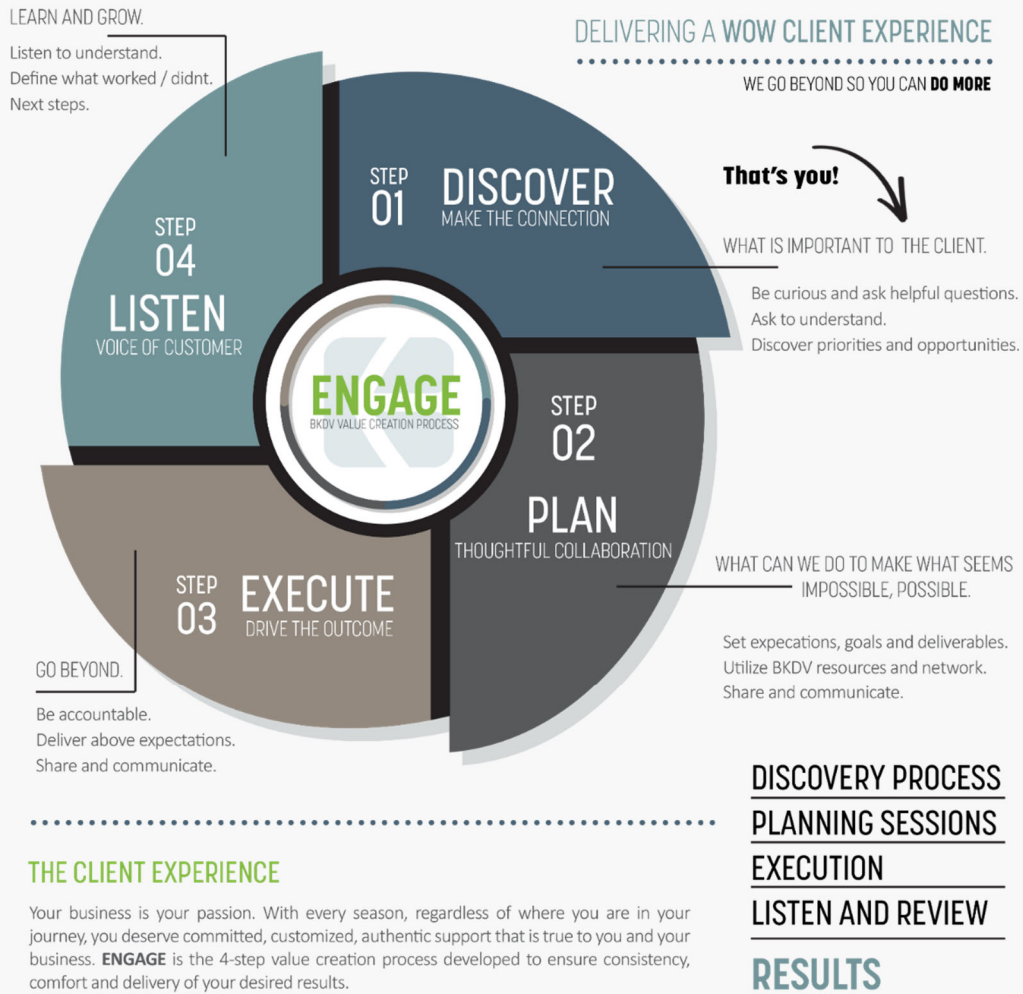 LEARN AND GROW.
Listen to understand.
Define what worked / didnt.
Next steps.
DELIVERING A WOW CLIENT EXPERIENCE
WE GO BEYOND SO YOU CAN DO MORE
STEP
01
DISCOVER
MAKE THE CONNECTION
That's you!
WHAT IS IMPORTANT TO THE CLIENT.
Be curious and ask helpful questions.
Ask to understand.
Discover priorities and opportunities.
STEP
04
LISTEN
VOICE OF CUSTOMER
ENGAGE
BKDV VALUE CREATION PROCESS
STEP
02
PLAN
THOUGHTFUL COLLABORATION
WHAT CAN WE DO TO MAKE WHAT SEEMS
IMPOSSIBLE, POSSIBLE.
Set expecations, goals and deliverables.
Utilize BKDV resources and network.
Share and communicate.
STEP
03
EXECUTE
DRIVE THE OUTCOME
GO BEYOND.
Be accountable.
Deliver above expectations.
Share and communicate.
DISCOVERY PROCESS
PLANNING SESSIONS
EXECUTION
LISTEN AND REVIEW
RESULTS
THE CLIENT EXPERIENCE
Your business is your passion. With every season, regardless of where you are in your
journey, you deserve committed, customized, authentic support that is true to you and your
business. ENGAGE is the 4-step value creation process developed to ensure consistency,
comfort and delivery of your desired results.